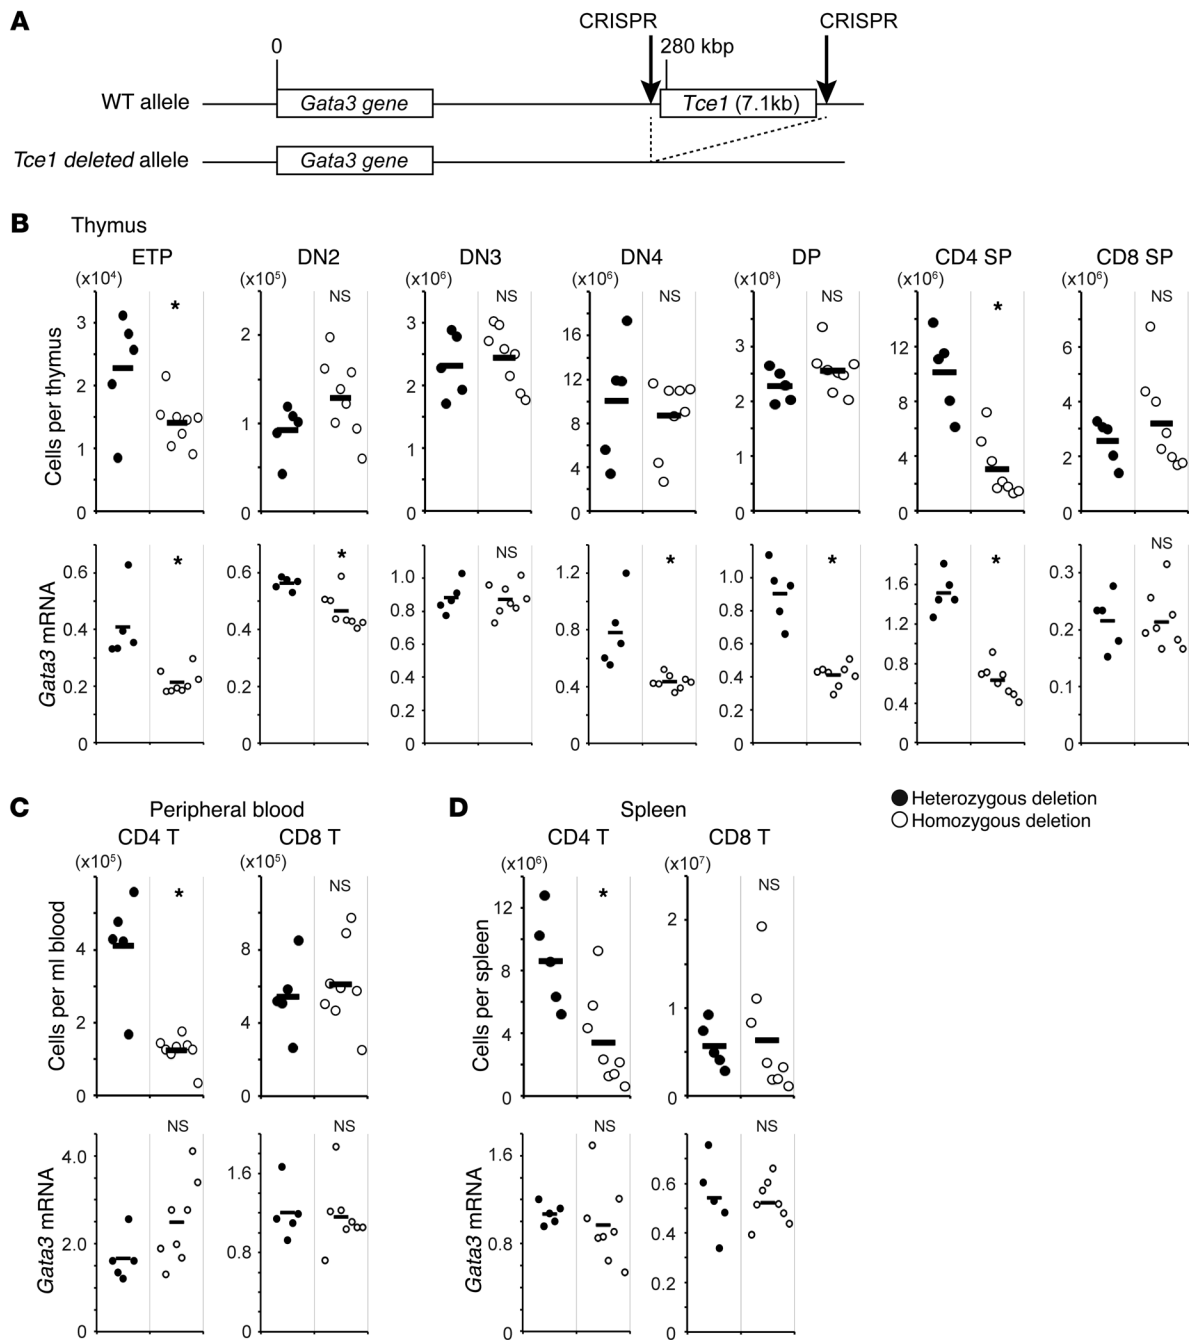 A
CRISPR CRISPR
0 280 kbp
WT allele Gata3 gene Tce1 (7.1kb)
Tce1 deleted allele Gata3 gene
B Thymus
ETP DN2 DN3 DN4 DP CD4 SP CD8 SP
(x10⁴) (x10⁵) (x10⁶) (x10⁶) (x10⁸) (x10⁶) (x10⁶)
* NS NS NS NS * NS
Cells per thymus
3 2 1 0
2 1 0
3 2 1 0
16 12 8 4 0
3 2 1 0
12 8 4 0
6 4 2 0
* * NS * * * NS
Gata3 mRNA
0.6 0.4 0.2 0
0.6 0.4 0.2 0
1.0 0.8 0.6 0.4 0.2 0
1.2 0.8 0.4 0
1.0 0.8 0.6 0.4 0.2 0
1.6 1.2 0.8 0.4 0
0.3 0.2 0.1 0
Heterozygous deletion
Homozygous deletion
C Peripheral blood
CD4 T CD8 T
(x10⁵) (x10⁵)
* NS
Cells per ml blood
4 2 0
8 4 0
NS NS
Gata3 mRNA
4.0 2.0 0
1.6 0.8 0
D Spleen
CD4 T CD8 T
(x10⁶) (x10⁷)
* NS
Cells per spleen
12 8 4 0
2 1 0
NS NS
Gata3 mRNA
1.6 0.8 0
0.6 0.4 0.2 0